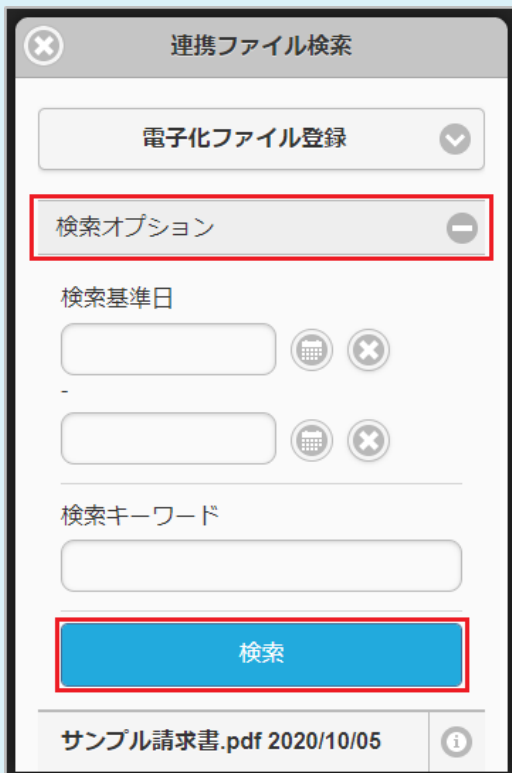 連携ファイル検索
電子化ファイル登録
検索オプション
検索基準日
-
検索キーワード
検索
サンプル請求書.pdf 2020/10/05